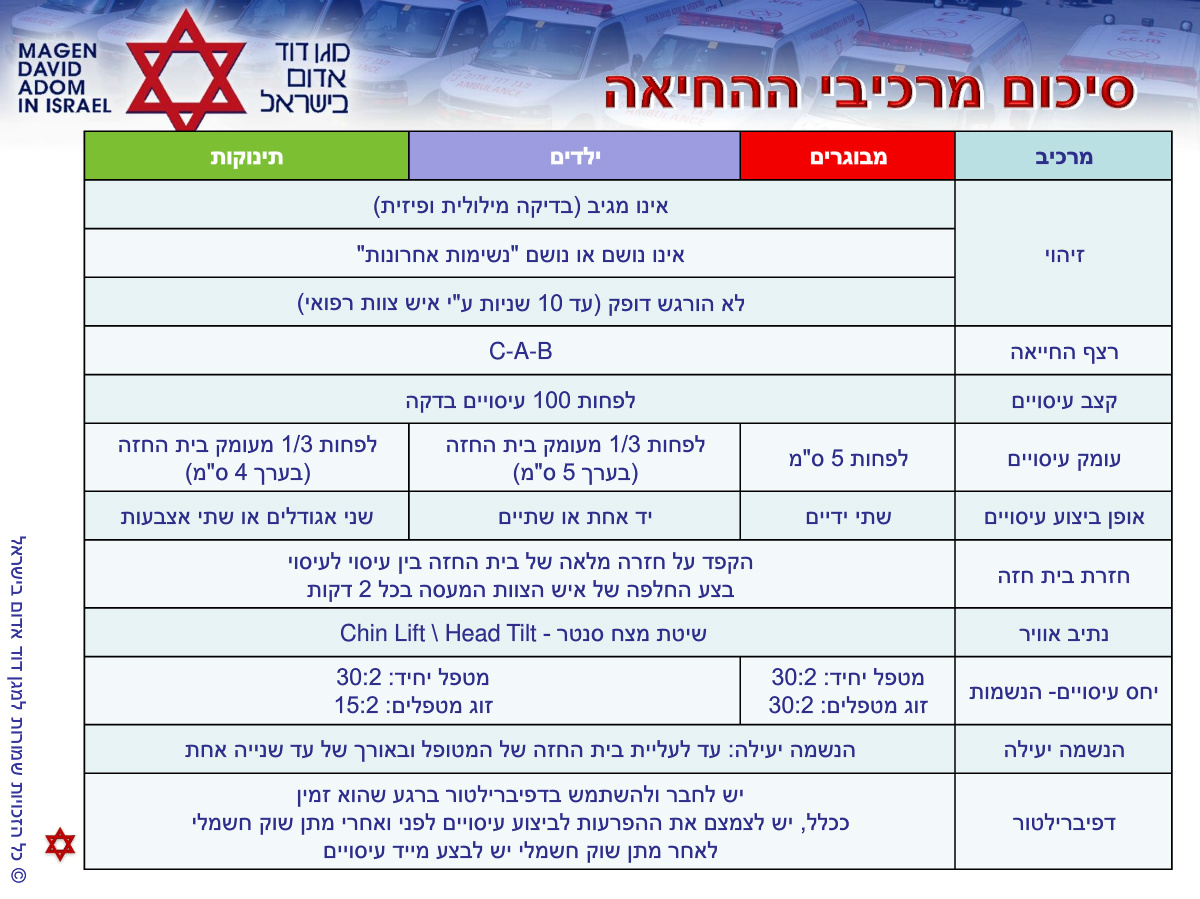 MAGEN
DAVID
ADOM
IN ISRAEL
מגן דוד
אדום
בישראל
סיכום מרכיבי ההחיאה
מרכיב
מבוגרים
ילדים
תינוקות
זיהוי
אינו מגיב (בדיקה מילולית ופיזית)
אינו נושם או נושם "נשימות אחרונות"
לא הורגש דופק (עד 10 שניות ע"י איש צוות רפואי)
רצף החייאה
C-A-B
קצב עיסויים
לפחות 100 עיסויים בדקה
עומק עיסויים
לפחות 5 ס"מ
לפחות 1/3 מעומק בית החזה
(בערך 5 ס"מ)
לפחות 1/3 מעומק בית החזה
(בערך 4 ס"מ)
אופן ביצוע עיסויים
שתי ידיים
יד אחת או שתיים
שני אגודלים או שתי אצבעות
חזרת בית חזה
הקפד על חזרה מלאה של בית החזה בין עיסוי לעיסוי
בצע החלפה של איש הצוות המעסה בכל 2 דקות
נתיב אוויר
שיטת מצח סנטר - Chin Lift \ Head Tilt
יחס עיסויים- הנשמות
מטפל יחיד: 30:2
זוג מטפלים: 30:2
מטפל יחיד: 30:2
זוג מטפלים: 15:2
הנשמה יעילה
הנשמה יעילה: עד לעליית בית החזה של המטופל ובאורך של עד שנייה אחת
דפיברילטור
יש לחבר ולהשתמש בדפיברילטור ברגע שהוא זמין
ככלל, יש לצמצם את ההפרעות לביצוע עיסויים לפני ואחרי מתן שוק חשמלי
לאחר מתן שוק חשמלי יש לבצע מייד עיסויים
© כל הזכויות שמורות למגן דוד אדום בישראל